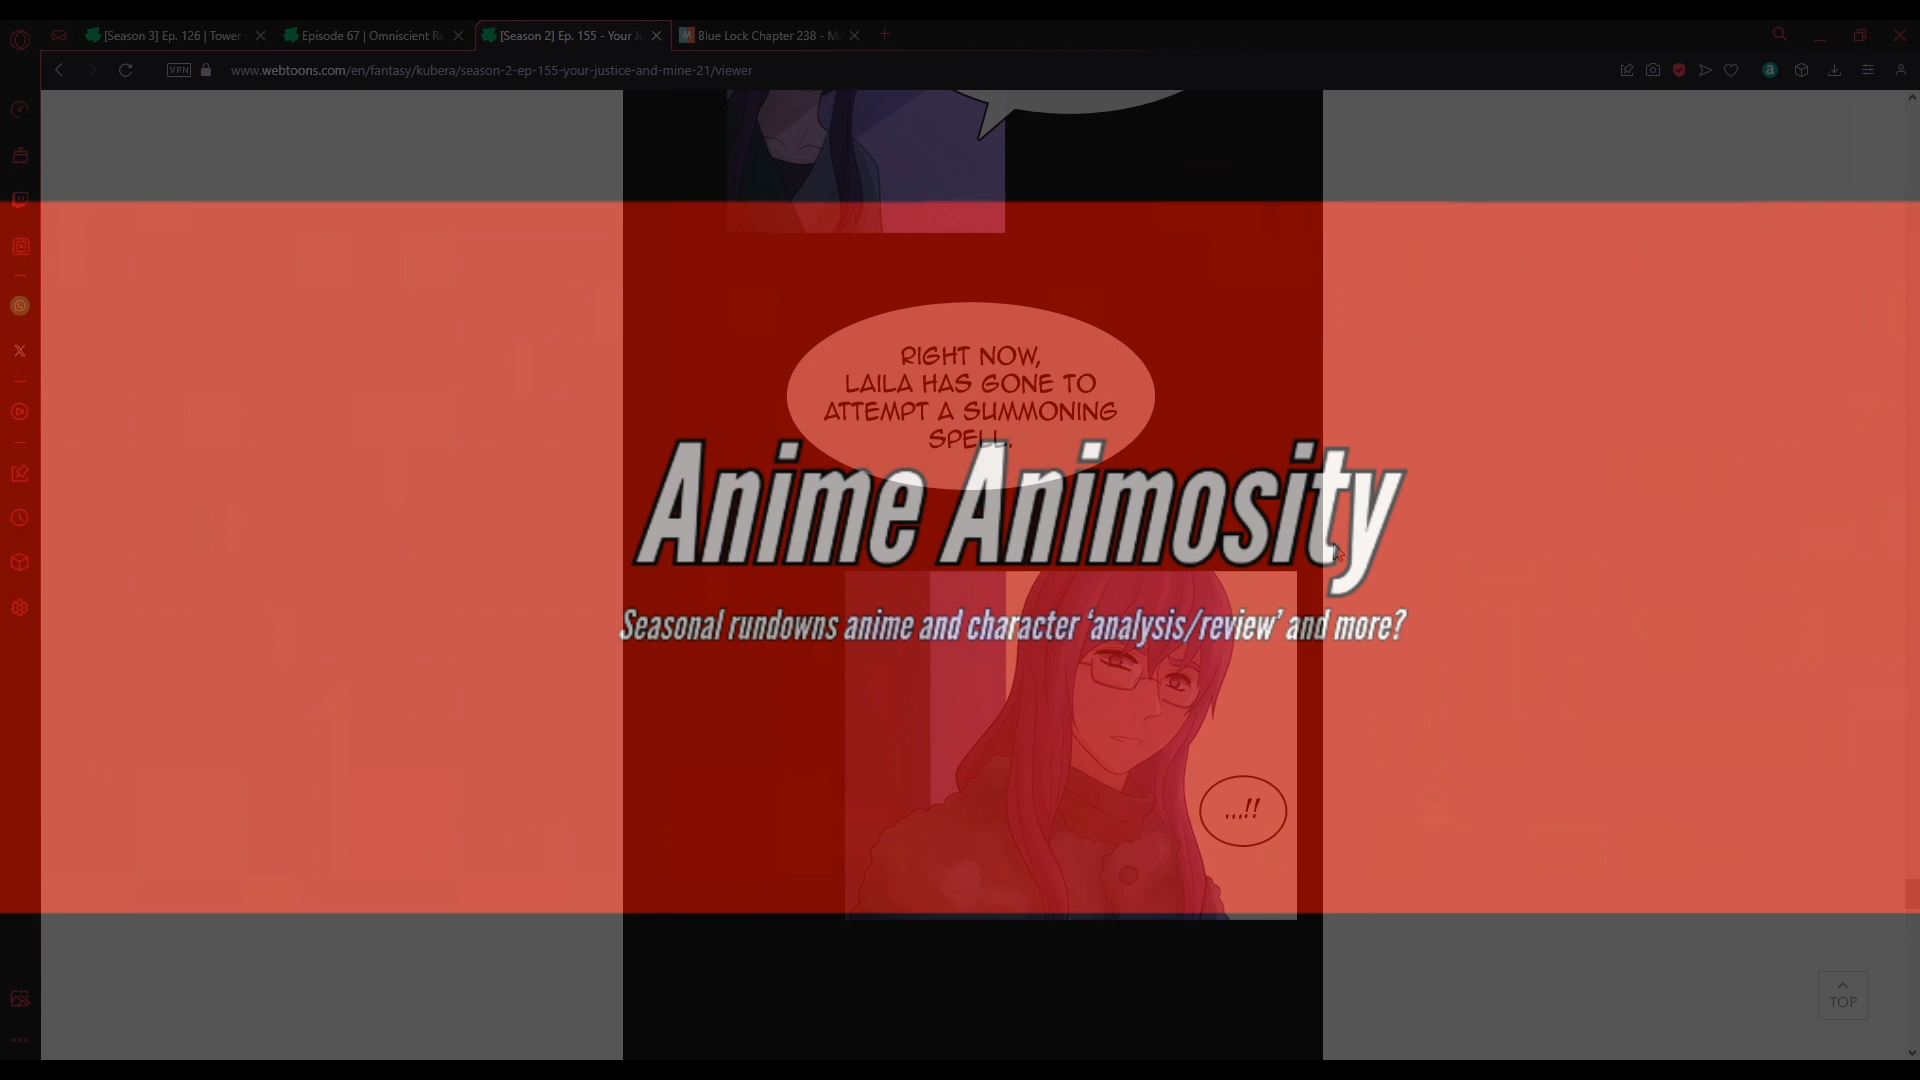 [Season 3] Ep. 126 | Tower
Episode 67 | Omniscient Re
[Season 2] Ep. 155 - Your J
Blue Lock Chapter 238 - M
VPN
www.webtoons.com/en/fantasy/kubera/season-2-ep-155-your-justice-and-mine-21/viewer
a
RIGHT NOW,
LAILA HAS GONE TO
ATTEMPT A SUMMONING
SPELL.
Anime Animosity
Seasonal rundowns anime and character 'analysis/review' and more?
...!!
TOP